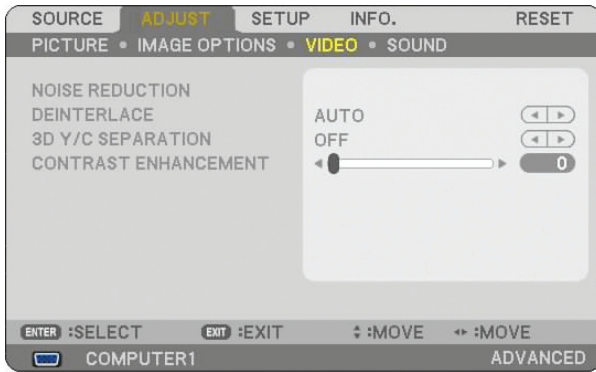 SOURCE ADJUST SETUP INFO. RESET
PICTURE • IMAGE OPTIONS • VIDEO • SOUND
NOISE REDUCTION
DEINTERLACE AUTO
3D Y/C SEPARATION OFF
CONTRAST ENHANCEMENT 0
ENTER :SELECT EXIT :EXIT :MOVE :MOVE
COMPUTER1 ADVANCED